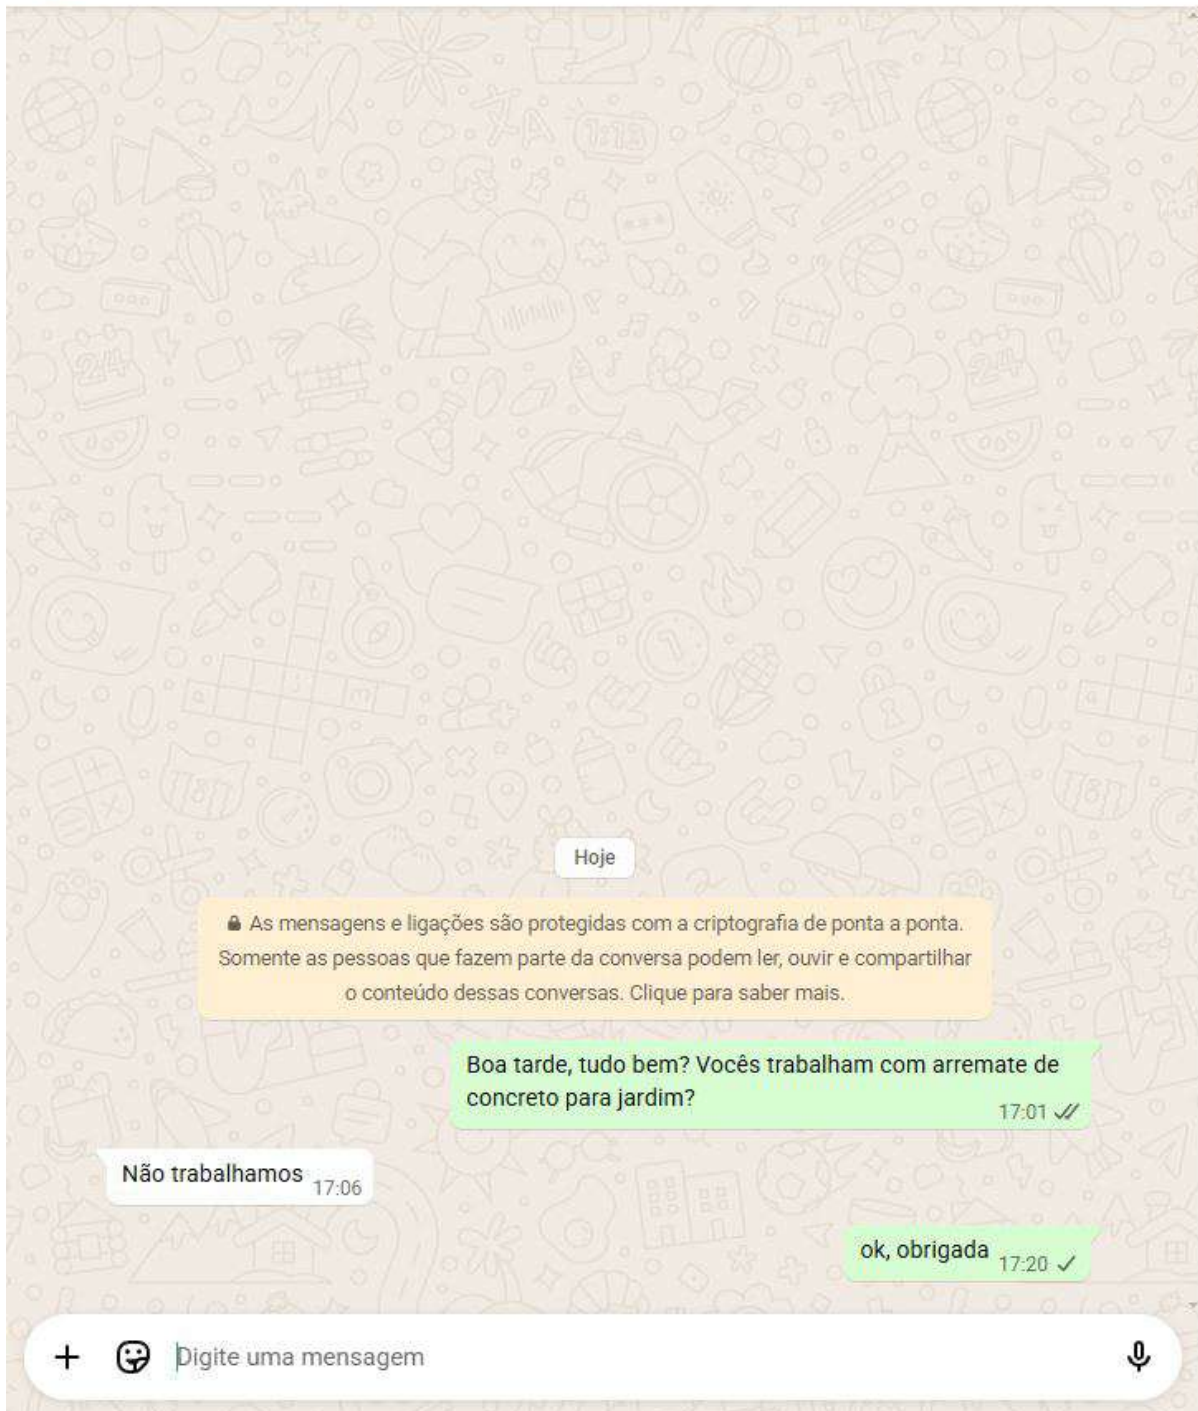 Hoje
As mensagens e ligações são protegidas com a criptografia de ponta a ponta.
Somente as pessoas que fazem parte da conversa podem ler, ouvir e compartilhar
o conteúdo dessas conversas. Clique para saber mais.
Boa tarde, tudo bem? Vocês trabalham com arremate de
concreto para jardim?
17:01
Não trabalhamos 17:06
ok, obrigada 17:20
Digite uma mensagem